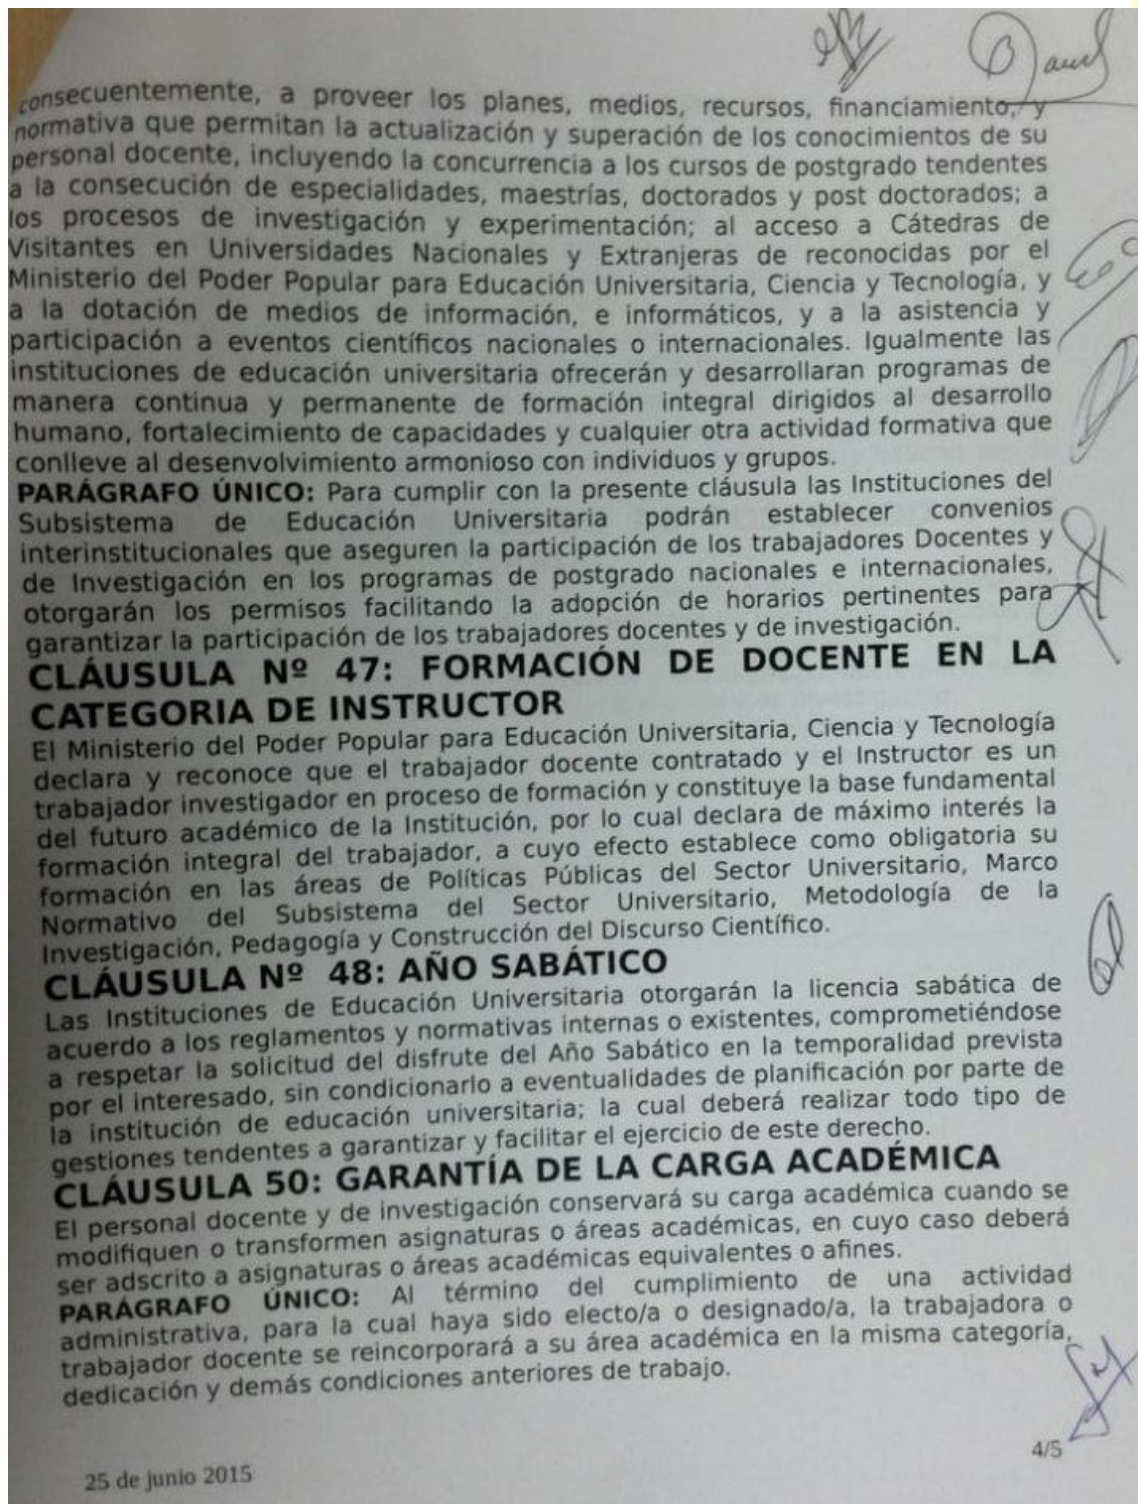 consecuentemente, a proveer los planes, medios, recursos, financiamiento, y
normativa que permitan la actualización y superación de los conocimientos de su
personal docente, incluyendo la concurrencia a los cursos de postgrado tendentes
a la consecución de especialidades, maestrías, doctorados y post doctorados; a
los procesos de investigación y experimentación; al acceso a Cátedras de
Visitantes en Universidades Nacionales y Extranjeras de reconocidas por el
Ministerio del Poder Popular para Educación Universitaria, Ciencia y Tecnología, y
a la dotación de medios de información, e informáticos, y a la asistencia y
participación a eventos científicos nacionales o internacionales. Igualmente las
instituciones de educación universitaria ofrecerán y desarrollaran programas de
manera continua y permanente de formación integral dirigidos al desarrollo
humano, fortalecimiento de capacidades y cualquier otra actividad formativa que
conlleve al desenvolvimiento armonioso con individuos y grupos.
PARÁGRAFO ÚNICO: Para cumplir con la presente cláusula las Instituciones del
Subsistema de Educación Universitaria podrán establecer convenios
interinstitucionales que aseguren la participación de los trabajadores Docentes y
de Investigación en los programas de postgrado nacionales e internacionales,
otorgarán los permisos facilitando la adopción de horarios pertinentes para
garantizar la participación de los trabajadores docentes y de investigación.
CLÁUSULA Nº 47: FORMACIÓN DE DOCENTE EN LA
CATEGORIA DE INSTRUCTOR
El Ministerio del Poder Popular para Educación Universitaria, Ciencia y Tecnología
declara y reconoce que el trabajador docente contratado y el Instructor es un
trabajador investigador en proceso de formación y constituye la base fundamental
del futuro académico de la Institución, por lo cual declara de máximo interés la
formación integral del trabajador, a cuyo efecto establece como obligatoria su
formación en las áreas de Políticas Públicas del Sector Universitario, Marco
Normativo del Subsistema del Sector Universitario, Metodología de la
Investigación, Pedagogía y Construcción del Discurso Científico.
CLÁUSULA Nº 48: AÑO SABÁTICO
Las Instituciones de Educación Universitaria otorgarán la licencia sabática de
acuerdo a los reglamentos y normativas internas o existentes, comprometiéndose
a respetar la solicitud del disfrute del Año Sabático en la temporalidad prevista
por el interesado, sin condicionarlo a eventualidades de planificación por parte de
la institución de educación universitaria; la cual deberá realizar todo tipo de
gestiones tendentes a garantizar y facilitar el ejercicio de este derecho.
CLÁUSULA 50: GARANTÍA DE LA CARGA ACADÉMICA
El personal docente y de investigación conservará su carga académica cuando se
modifiquen o transformen asignaturas o áreas académicas, en cuyo caso deberá
ser adscrito a asignaturas o áreas académicas equivalentes o afines.
PARÁGRAFO ÚNICO: Al término del cumplimiento de una actividad
administrativa, para la cual haya sido electo/a o designado/a, la trabajadora o
trabajador docente se reincorporará a su área académica en la misma categoría,
dedicación y demás condiciones anteriores de trabajo.
4/5
25 de junio 2015